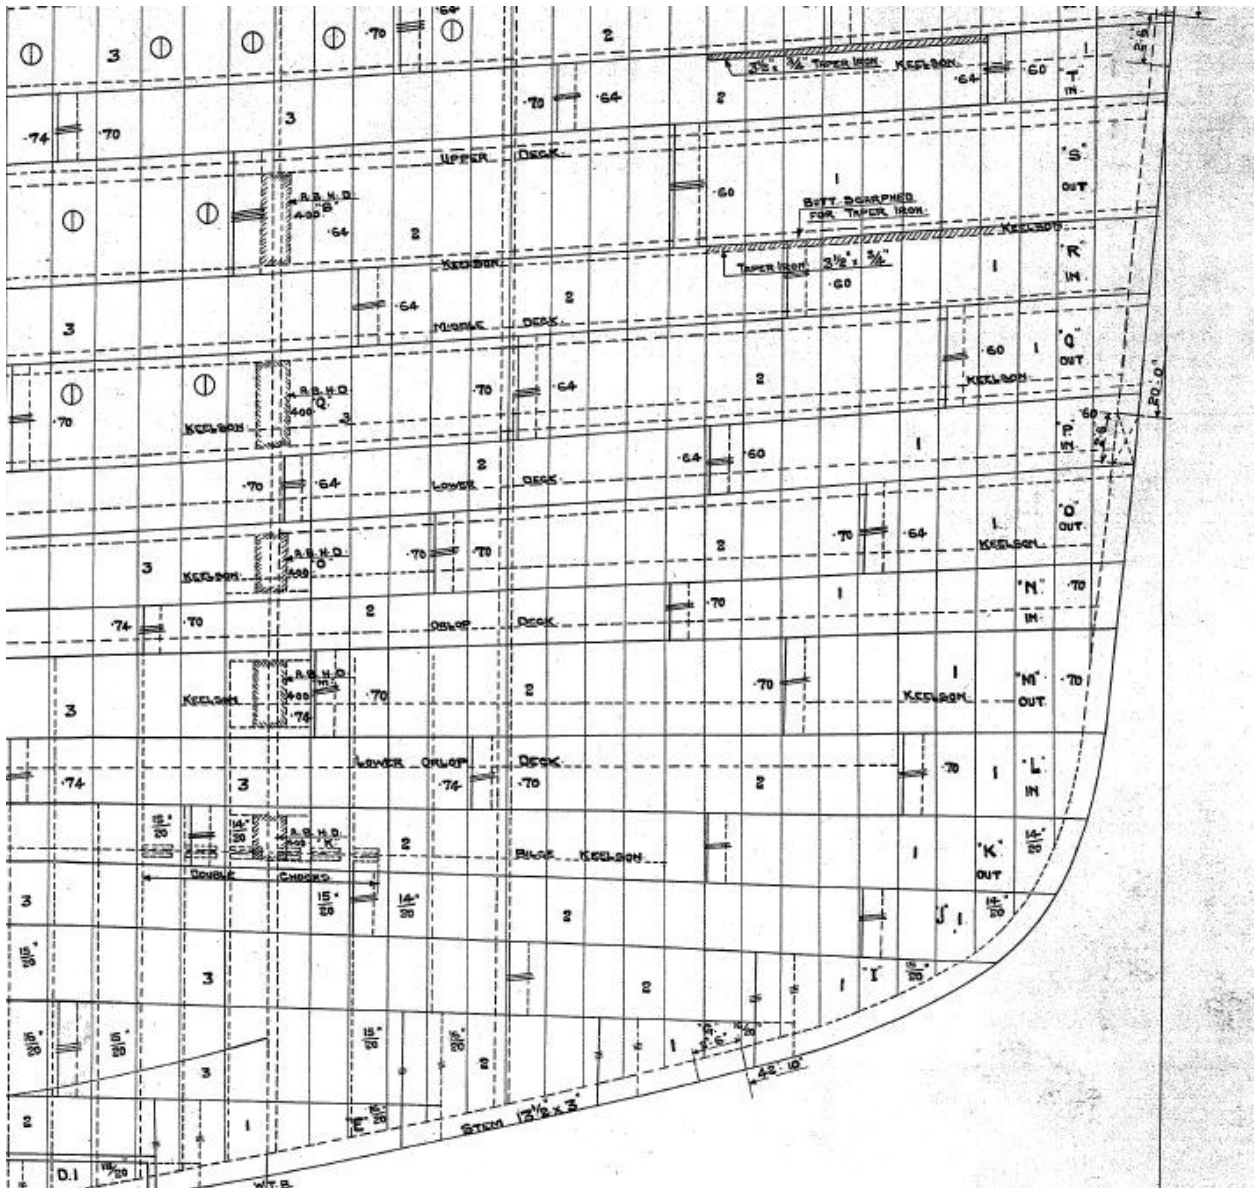 .64
.70
2
3
3½" x ¾" TAPER IRON KEELSON
.64
.60
1
"T"
IN
.70
.64
2
.74
.70
3
UPPER DECK
"S"
OUT
1
.60
R.B.H.D.
400 "S"
.64
2
BUTT SCARPHED
FOR TAPER IRON.
KEELSON
KEELSON
TAPER IRON 3½" x ¾"
.60
1
"R"
IN
.64
2
3
MIDDLE DECK
.60
1
"Q"
OUT
KEELSON
20'.0"
.70
.64
2
R.B.H.D.
"Q"
400
3
.70
KEELSON
.60
"P"
IN
1
.64
.60
2
.70
.64
LOWER DECK
"O"
OUT
1
KEELSON
.70
.64
2
R.B.H.D.
"O"
400
.70
.70
3
KEELSON
"N"
.70
IN
1
.70
2
.74
.70
ORLOP DECK
1
"M"
.70
OUT
KEELSON
.70
2
R.B.H.D.
"M"
400
.70
.74
KEELSON
3
LOWER ORLOP DECK
.70
1
"L"
IN
2
.74
.70
3
.74
15/20"
14/20"
R.B.H.D.
400 "K"
2
BILGE KEELSON
1
"K"
OUT
14/20"
DOUBLE CHOCKS
3
15/20"
14/20"
2
"J"
1
14/20"
15/20"
3
2
1
"I"
15/20"
15/20"
15/20"
15/20"
15/20"
2
1
42'.10"
3
2
1
"E"
STEM 13½" x 3"
D.1
W.T.B.